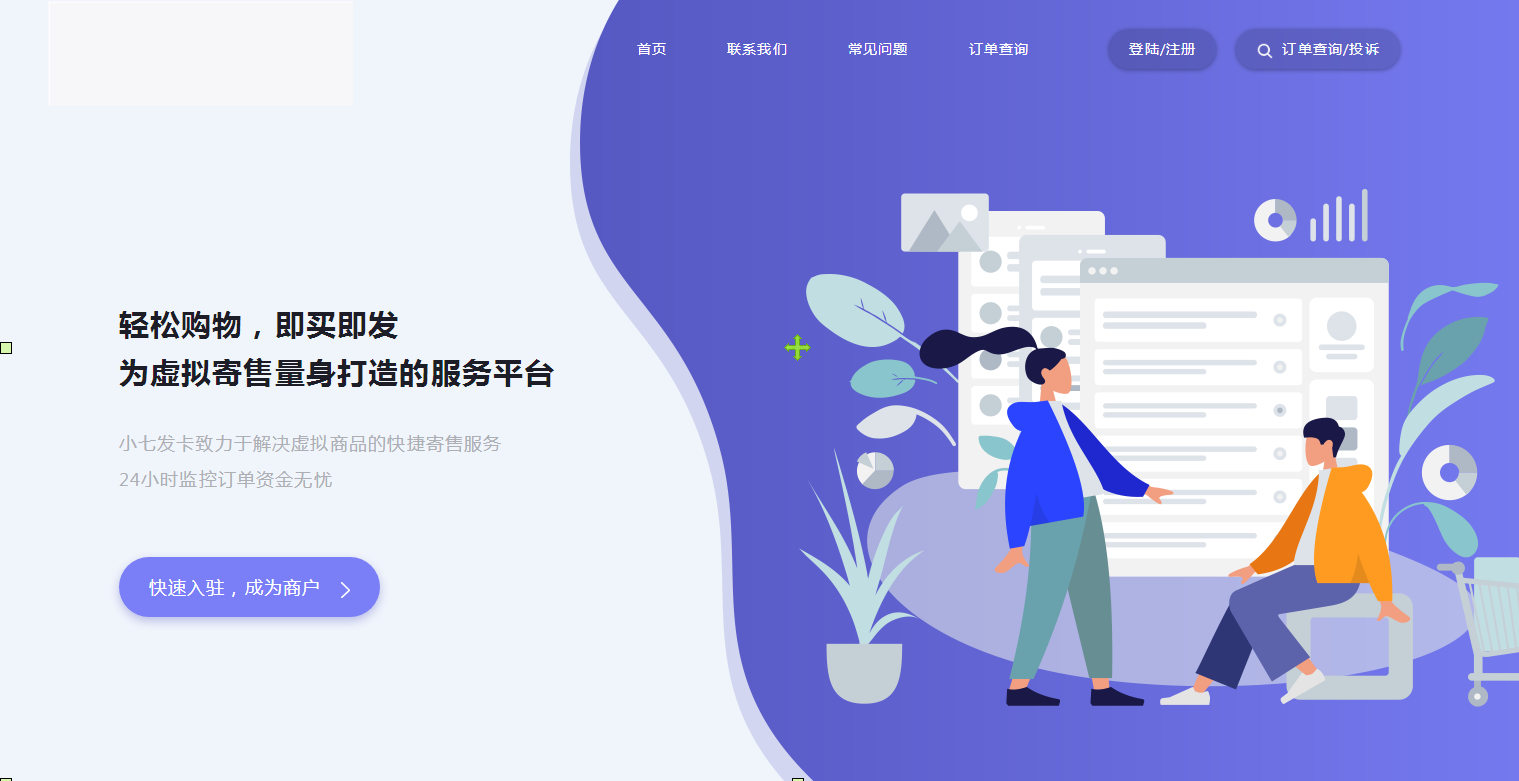 首页
联系我们
常见问题
订单查询
登陆/注册
订单查询/投诉
轻松购物，即买即发
为虚拟寄售量身打造的服务平台
小七发卡致力于解决虚拟商品的快捷寄售服务
24小时监控订单资金无忧
快速入驻，成为商户